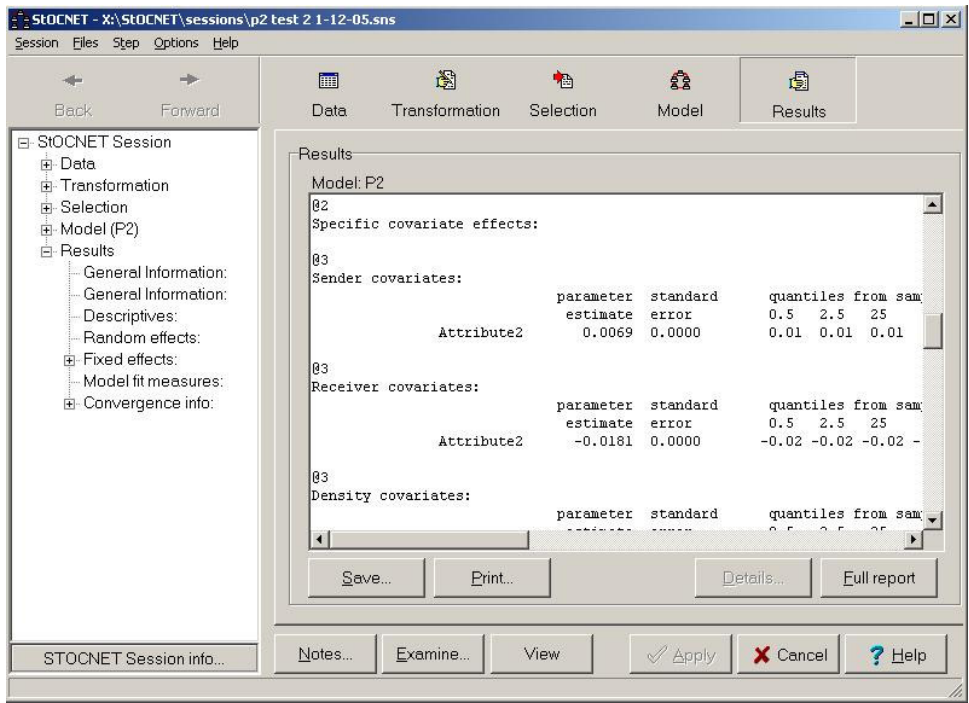 StOCNET - X:\StOCNET\sessions\p2 test 2 1-12-05.sns
Session Files Step Options Help
Back Forward
Data Transformation Selection Model Results
StOCNET Session
Data
Transformation
Selection
Model (P2)
Results
General Information:
General Information:
Descriptives:
Random effects:
Fixed effects:
Model fit measures:
Convergence info:
STOCNET Session info...
Results
Model: P2
@2
Specific covariate effects:
@3
Sender covariates:
parameter standard quantiles from sam
estimate error 0.5 2.5 25
Attribute2 0.0069 0.0000 0.01 0.01 0.01
@3
Receiver covariates:
parameter standard quantiles from sam
estimate error 0.5 2.5 25
Attribute2 -0.0181 0.0000 -0.02 -0.02 -0.02 -
@3
Density covariates:
parameter standard quantiles from sam
Save... Print... Details... Full report
Notes... Examine... View Apply Cancel Help